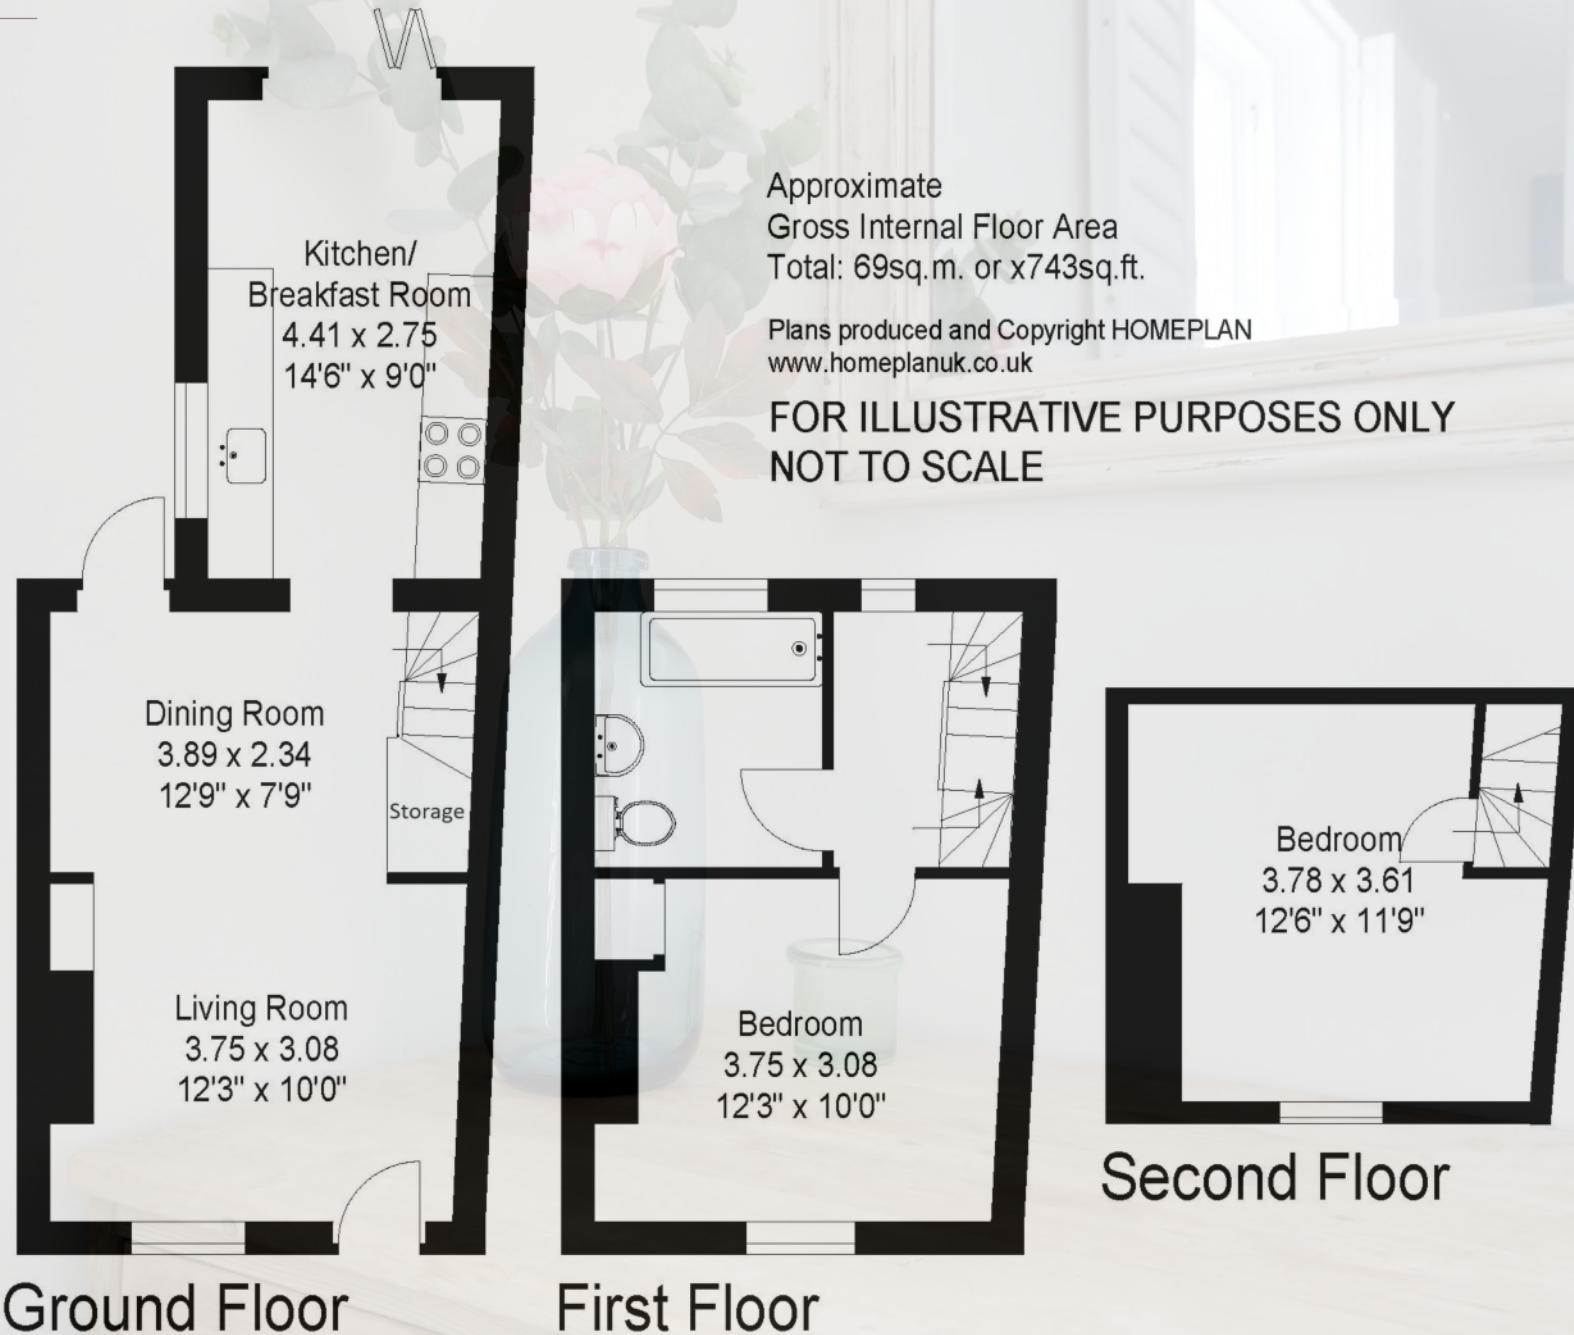 Kitchen/
Breakfast Room
4.41 x 2.75
14'6" x 9'0"
Approximate
Gross Internal Floor Area
Total: 69sq.m. or x743sq.ft.
Plans produced and Copyright HOMEPLAN
www.homeplanuk.co.uk
FOR ILLUSTRATIVE PURPOSES ONLY
NOT TO SCALE
Dining Room
3.89 x 2.34
12'9" x 7'9"
Storage
Living Room
3.75 x 3.08
12'3" x 10'0"
Ground Floor
Bedroom
3.75 x 3.08
12'3" x 10'0"
First Floor
Bedroom
3.78 x 3.61
12'6" x 11'9"
Second Floor